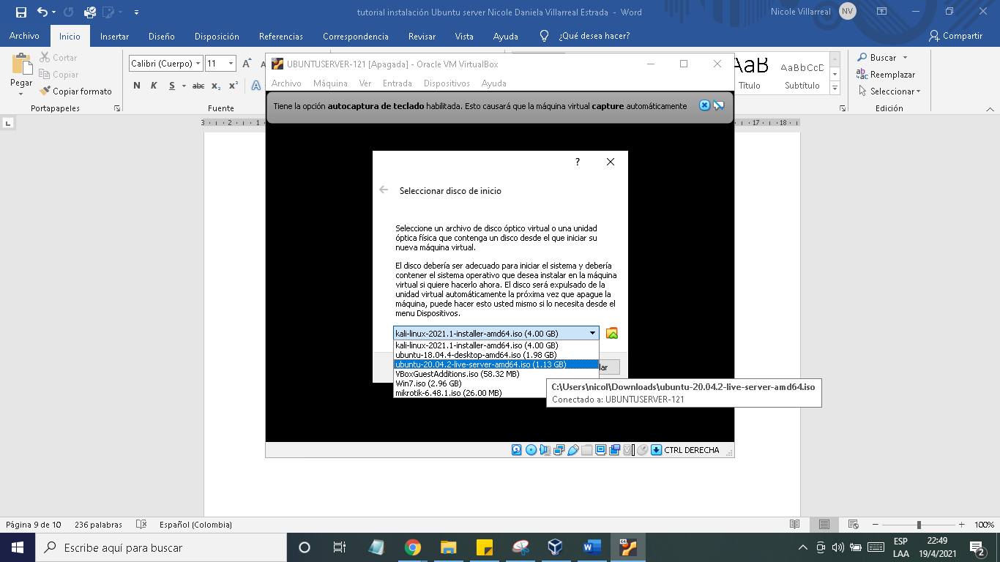 tutorial instalación Ubuntu server Nicole Daniela Villarreal Estrada - Word
Nicole Villarreal
NV
Archivo
Inicio
Insertar
Diseño
Disposición
Referencias
Correspondencia
Revisar
Vista
Ayuda
¿Qué desea hacer?
Compartir
Pegar
Cortar
Copiar
Copiar formato
Portapapeles
Calibri (Cuerpo)
11
N K S abc x₂ x² A
Fuente
AaB
Título
AaBbCcD
Subtítulo
Buscar
Reemplazar
Seleccionar
Edición
UBUNTUSERVER-121 [Apagada] - Oracle VM VirtualBox
Archivo Máquina Ver Entrada Dispositivos Ayuda
Tiene la opción autocaptura de teclado habilitada. Esto causará que la máquina virtual capture automáticamente
3 · 2 · 1
17 · 18
?
Seleccionar disco de inicio
Seleccione un archivo de disco óptico virtual o una unidad
óptica física que contenga un disco desde el que iniciar su
nueva máquina virtual.
El disco debería ser adecuado para iniciar el sistema y debería
contener el sistema operativo que desea instalar en la máquina
virtual si quiere hacerlo ahora. El disco será expulsado de la
unidad virtual automáticamente la próxima vez que apague la
máquina, puede hacer esto usted mismo si lo necesita desde el
menu Dispositivos.
kali-linux-2021.1-installer-amd64.iso (4.00 GB)
kali-linux-2021.1-installer-amd64.iso (4.00 GB)
ubuntu-18.04.4-desktop-amd64.iso (1.98 GB)
ubuntu-20.04.2-live-server-amd64.iso (1.13 GB)
VBoxGuestAdditions.iso (58.32 MB)
Win7.iso (2.96 GB)
mikrotik-6.48.1.iso (26.00 MB)
lar
C:\Users\nicol\Downloads\ubuntu-20.04.2-live-server-amd64.iso
Conectado a: UBUNTUSERVER-121
CTRL DERECHA
Página 9 de 10
236 palabras
Español (Colombia)
100%
Escribe aquí para buscar
ESP
LAA
22:49
19/4/2021
2